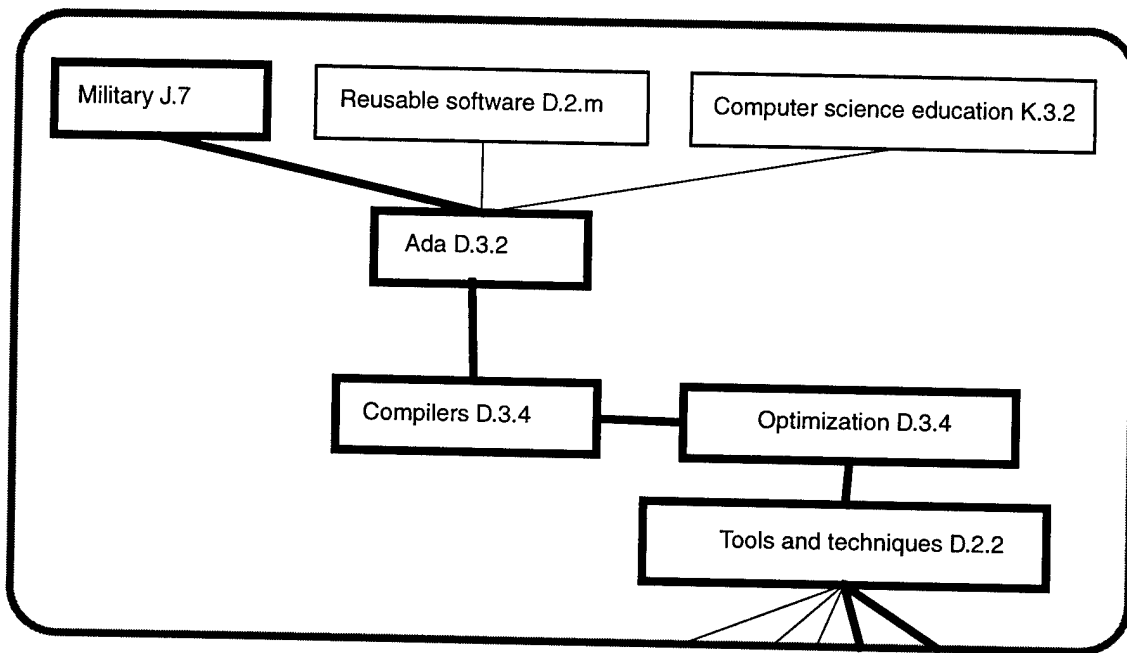 Military J.7
Reusable software D.2.m
Computer science education K.3.2
Ada D.3.2
Compilers D.3.4
Optimization D.3.4
Tools and techniques D.2.2